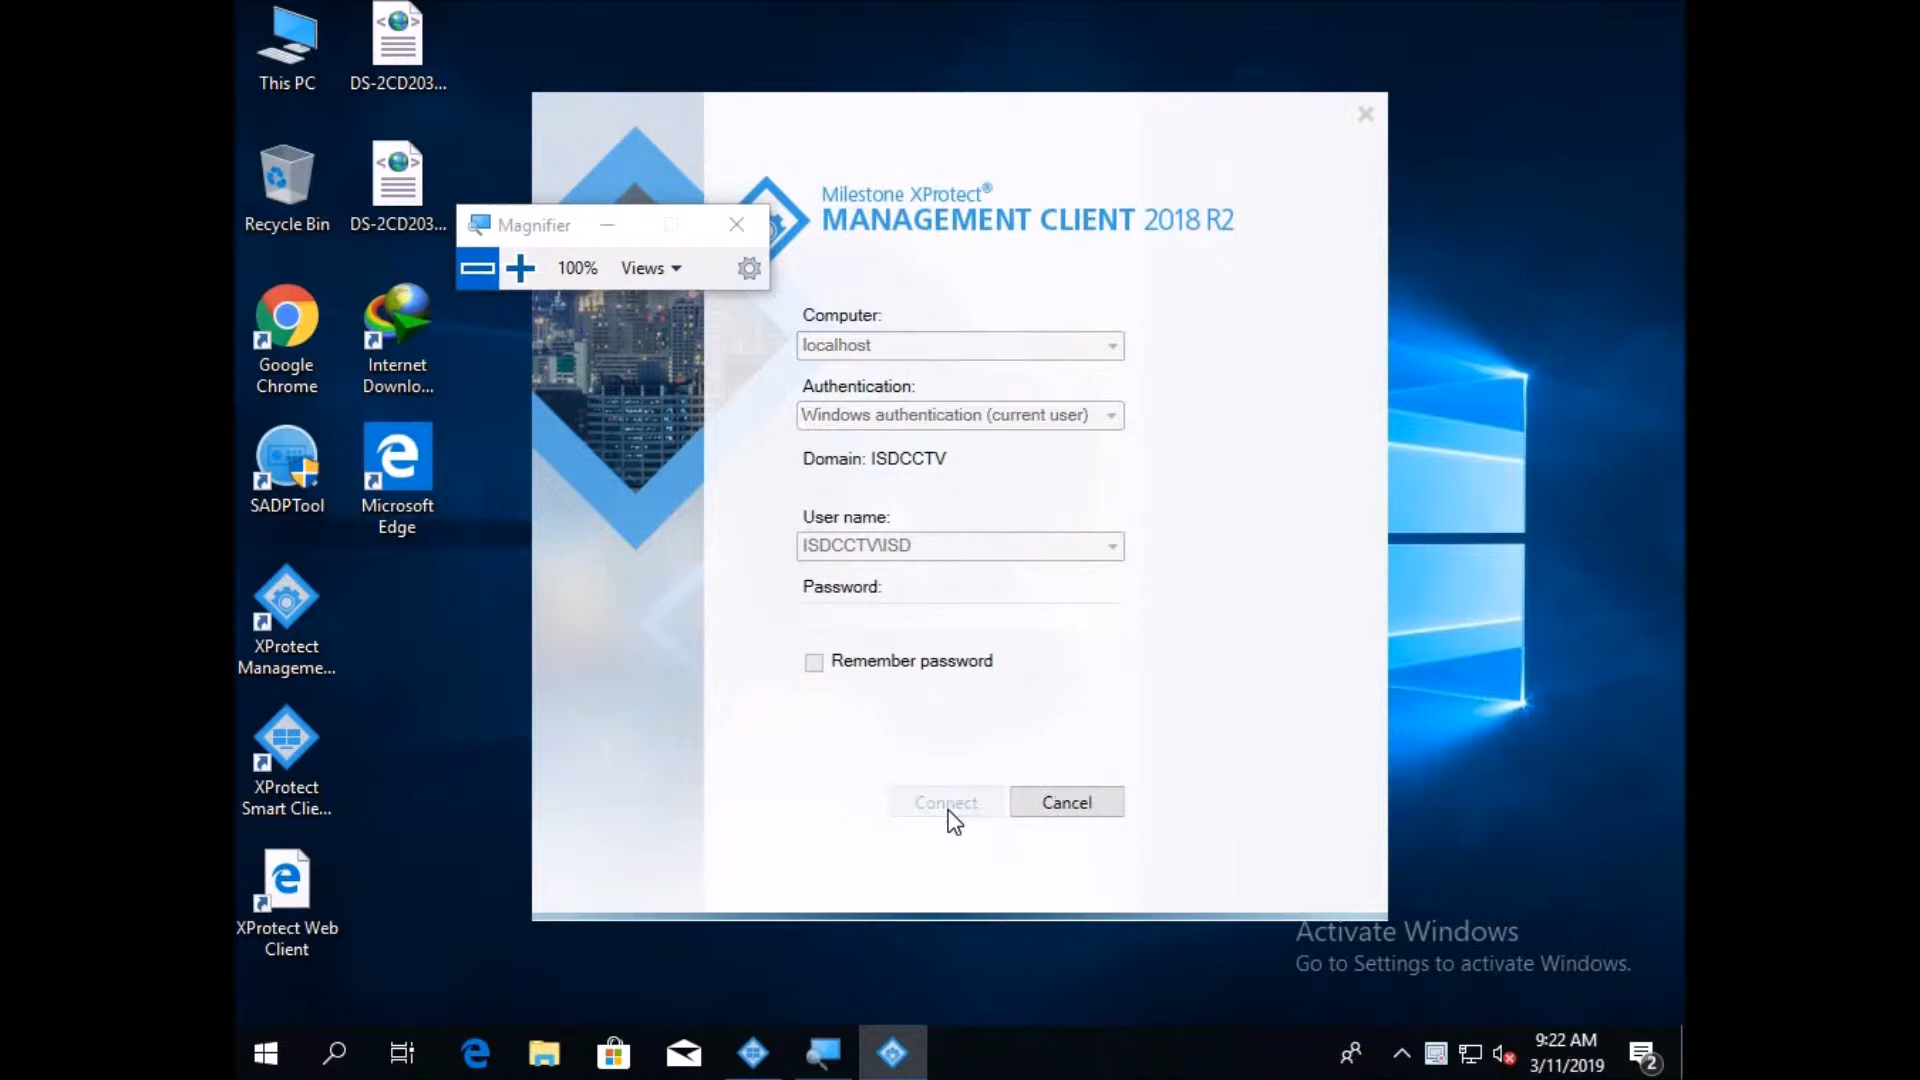 This PC
DS-2CD203...
Recycle Bin
DS-2CD203...
Google
Chrome
Internet
Downlo...
SADPTool
Microsoft
Edge
XProtect
Manageme...
XProtect
Smart Clie...
XProtect Web
Client
Magnifier
100%
Views
Milestone XProtect®
MANAGEMENT CLIENT 2018 R2
Computer:
localhost
Authentication:
Windows authentication (current user)
Domain: ISDCCTV
User name:
ISDCCTV\ISD
Password:
Remember password
Connect
Cancel
Activate Windows
Go to Settings to activate Windows.
9:22 AM
3/11/2019
2